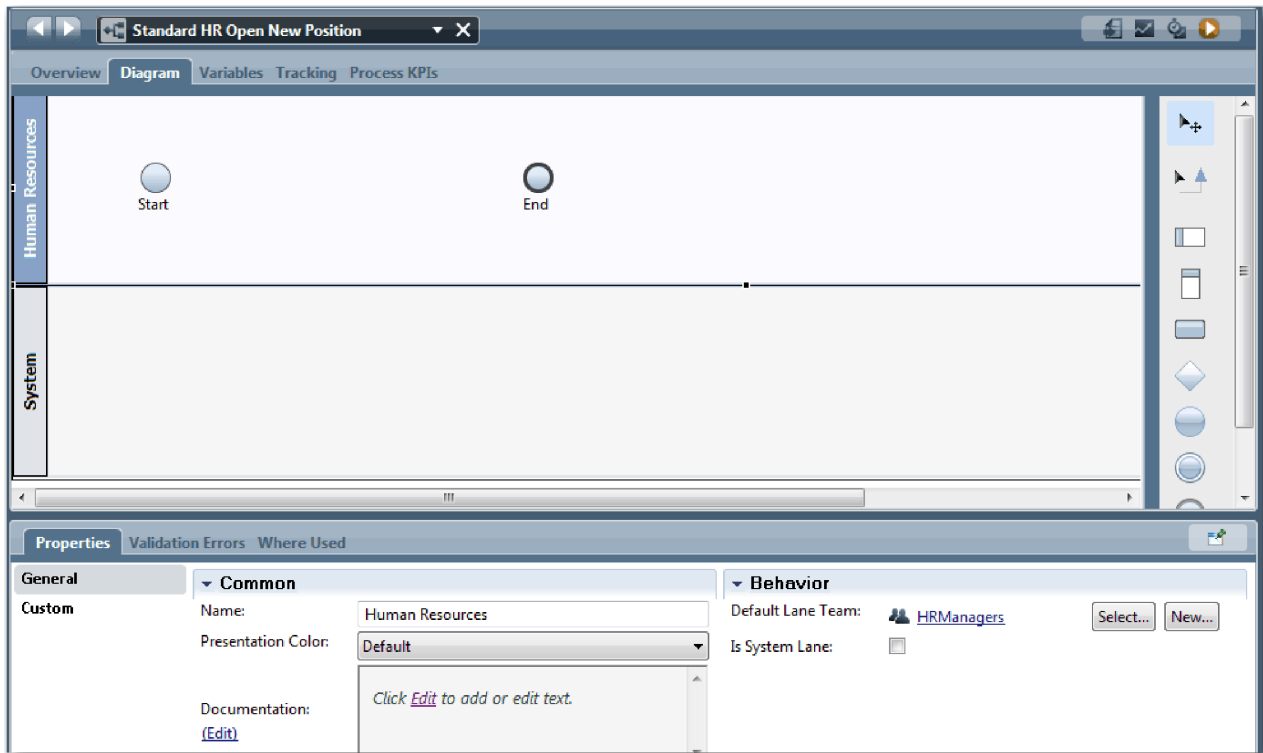 Standard HR Open New Position
Overview Diagram Variables Tracking Process KPIs
Human Resources
Start
End
System
Properties Validation Errors Where Used
General
Custom
Common
Name: Human Resources
Presentation Color: Default
Documentation:
(Edit)
Click Edit to add or edit text.
Behavior
Default Lane Team: HRManagers Select... New...
Is System Lane: